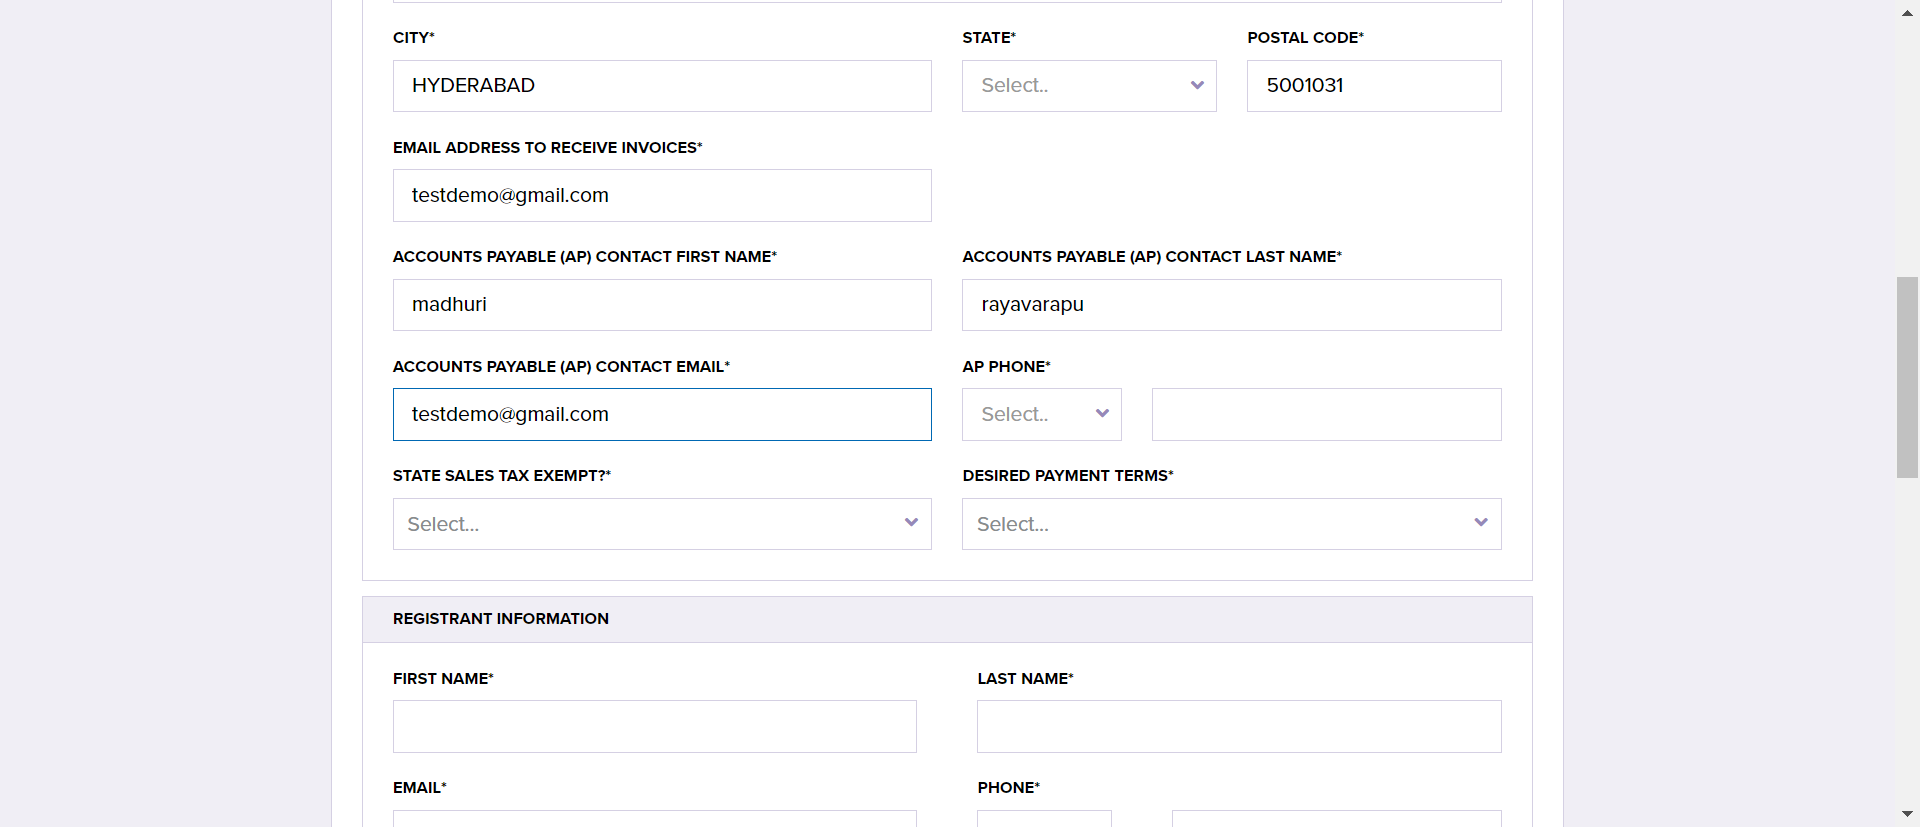 CITY*
STATE*
POSTAL CODE*
HYDERABAD
Select..
5001031
EMAIL ADDRESS TO RECEIVE INVOICES*
testdemo@gmail.com
ACCOUNTS PAYABLE (AP) CONTACT FIRST NAME*
ACCOUNTS PAYABLE (AP) CONTACT LAST NAME*
madhuri
rayavarapu
ACCOUNTS PAYABLE (AP) CONTACT EMAIL*
AP PHONE*
testdemo@gmail.com
Select..
STATE SALES TAX EXEMPT?*
DESIRED PAYMENT TERMS*
Select...
Select...
REGISTRANT INFORMATION
FIRST NAME*
LAST NAME*
EMAIL*
PHONE*